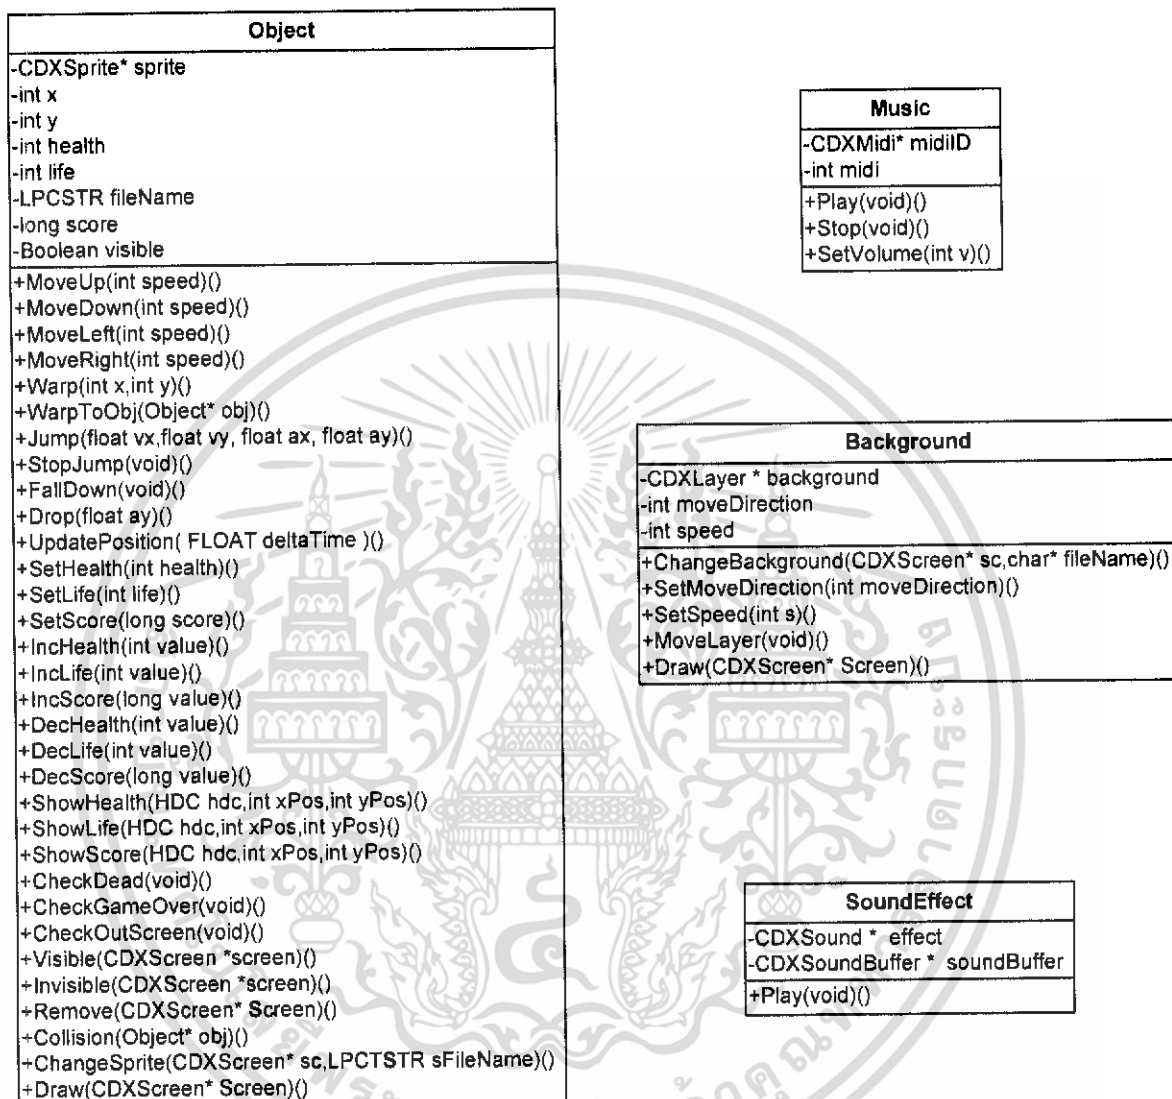 Object
-CDXSprite* sprite
-int x
-int y
-int health
-int life
-LPCSTR fileName
-long score
-Boolean visible
+MoveUp(int speed)()
+MoveDown(int speed)()
+MoveLeft(int speed)()
+MoveRight(int speed)()
+Warp(int x,int y)()
+WarpToObj(Object* obj)()
+Jump(float vx,float vy, float ax, float ay)()
+StopJump(void)()
+FallDown(void)()
+Drop(float ay)()
+UpdatePosition( FLOAT deltaTime )()
+SetHealth(int health)()
+SetLife(int life)()
+SetScore(long score)()
+IncHealth(int value)()
+IncLife(int value)()
+IncScore(long value)()
+DecHealth(int value)()
+DecLife(int value)()
+DecScore(long value)()
+ShowHealth(HDC hdc,int xPos,int yPos)()
+ShowLife(HDC hdc,int xPos,int yPos)()
+ShowScore(HDC hdc,int xPos,int yPos)()
+CheckDead(void)()
+CheckGameOver(void)()
+CheckOutScreen(void)()
+Visible(CDXScreen *screen)()
+Invisible(CDXScreen *screen)()
+Remove(CDXScreen* Screen)()
+Collision(Object* obj)()
+ChangeSprite(CDXScreen* sc,LPCTSTR sFileName)()
+Draw(CDXScreen* Screen)()
Music
-CDXMidi* midiID
-int midi
+Play(void)()
+Stop(void)()
+SetVolume(int v)()
Background
-CDXLayer * background
-int moveDirection
-int speed
+ChangeBackground(CDXScreen* sc,char* fileName)()
+SetMoveDirection(int moveDirection)()
+SetSpeed(int s)()
+MoveLayer(void)()
+Draw(CDXScreen* Screen)()
SoundEffect
-CDXSound * effect
-CDXSoundBuffer * soundBuffer
+Play(void)()